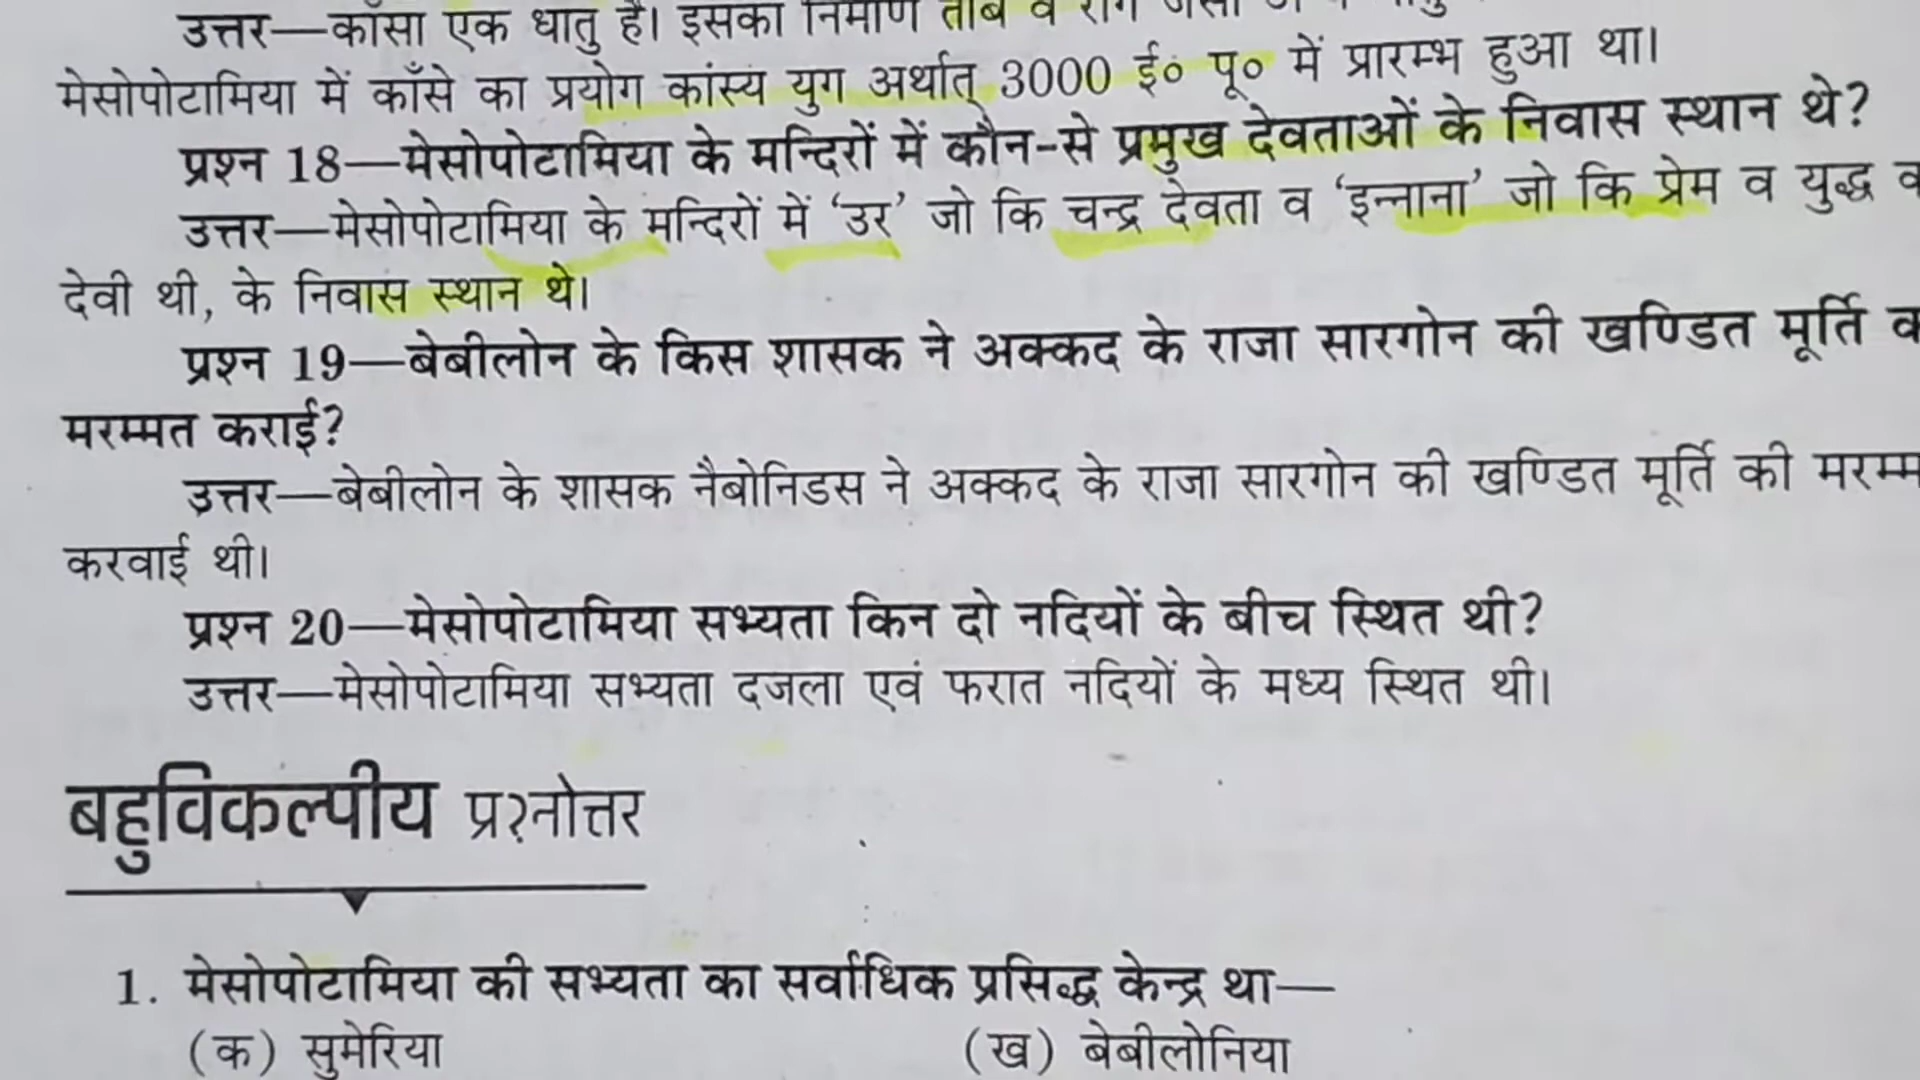 उत्तर—काँसा एक धातु है। इसका निर्माण ताँबे व राँगे
मेसोपोटामिया में काँसे का प्रयोग कांस्य युग अर्थात् 3000 ई० पू० में प्रारम्भ हुआ था।
प्रश्न 18—मेसोपोटामिया के मन्दिरों में कौन-से प्रमुख देवताओं के निवास स्थान थे?
उत्तर—मेसोपोटामिया के मन्दिरों में ‘उर’ जो कि चन्द्र देवता व ‘इन्नाना’ जो कि प्रेम व युद्ध
देवी थी, के निवास स्थान थे।
प्रश्न 19—बेबीलोन के किस शासक ने अक्कद के राजा सारगोन की खण्डित मूर्ति
मरम्मत कराई?
उत्तर—बेबीलोन के शासक नैबोनिडस ने अक्कद के राजा सारगोन की खण्डित मूर्ति की मरम्म
करवाई थी।
प्रश्न 20—मेसोपोटामिया सभ्यता किन दो नदियों के बीच स्थित थी?
उत्तर—मेसोपोटामिया सभ्यता दजला एवं फरात नदियों के मध्य स्थित थी।
बहुविकल्पीय प्र?नोत्तर
1. मेसोपोटामिया की सभ्यता का सर्वाधिक प्रसिद्ध केन्द्र था—
(क) सुमेरिया (ख) बेबीलोनिया